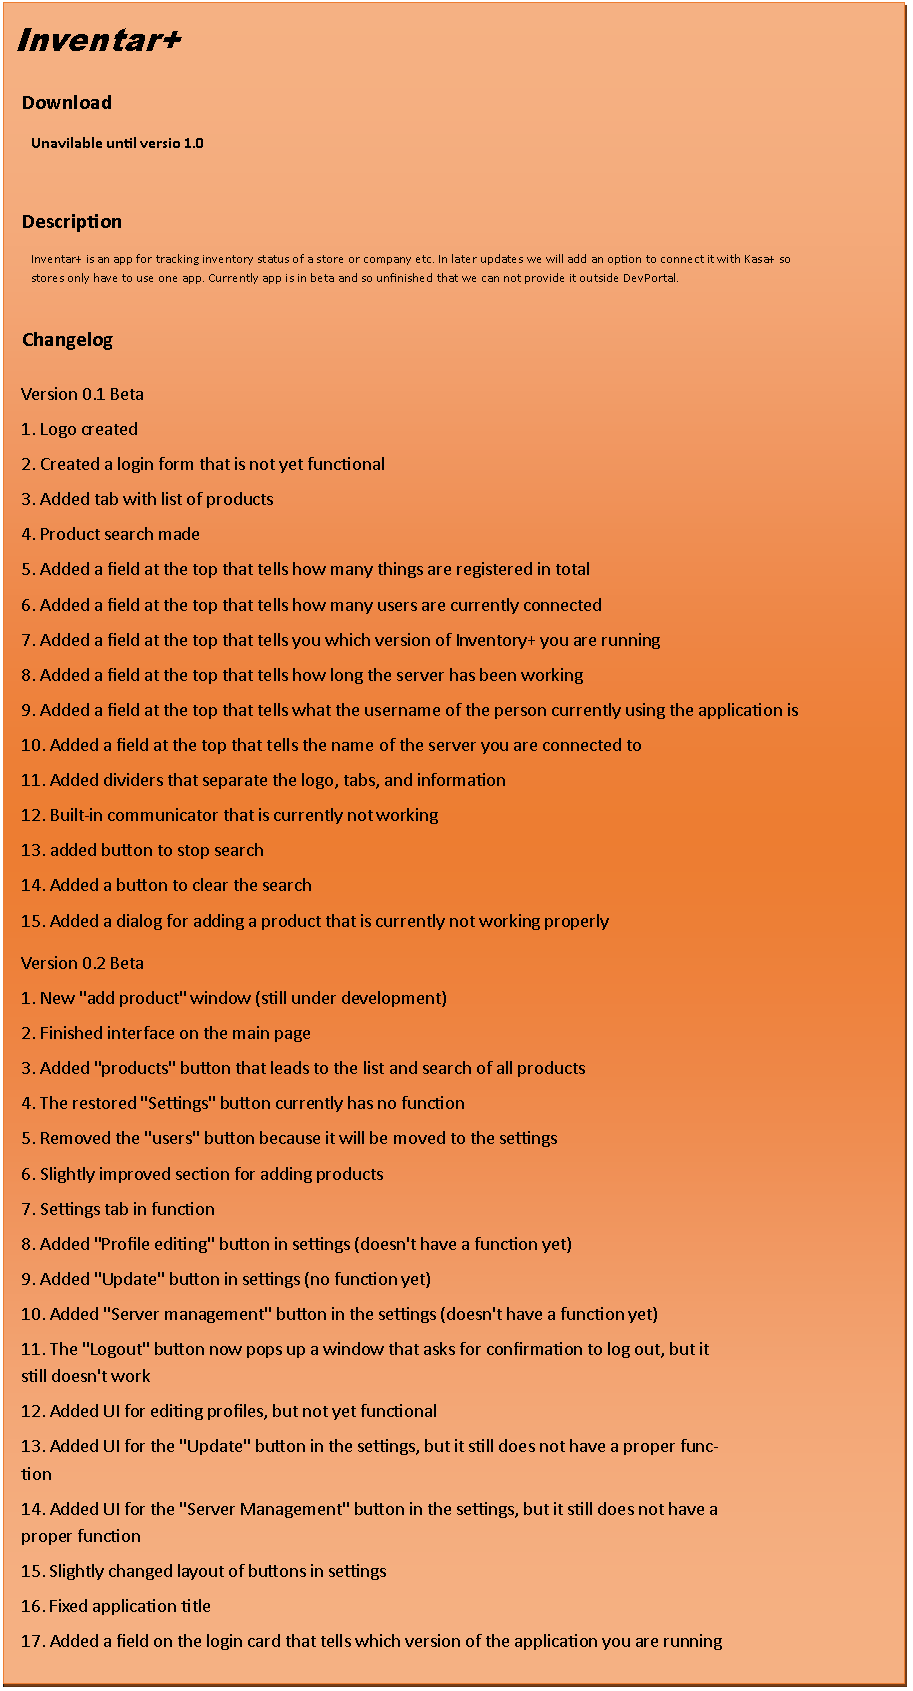 Inventar+
Download
Unavilable until versio 1.0
Description
Inventar+ is an app for tracking inventory status of a store or company etc. In later updates we will add an option to connect it with Kasa+ so
stores only have to use one app. Currently app is in beta and so unfinished that we can not provide it outside DevPortal.
Changelog
Version 0.1 Beta
1. Logo created
2. Created a login form that is not yet functional
3. Added tab with list of products
4. Product search made
5. Added a field at the top that tells how many things are registered in total
6. Added a field at the top that tells how many users are currently connected
7. Added a field at the top that tells you which version of Inventory+ you are running
8. Added a field at the top that tells how long the server has been working
9. Added a field at the top that tells what the username of the person currently using the application is
10. Added a field at the top that tells the name of the server you are connected to
11. Added dividers that separate the logo, tabs, and information
12. Built-in communicator that is currently not working
13. added button to stop search
14. Added a button to clear the search
15. Added a dialog for adding a product that is currently not working properly
Version 0.2 Beta
1. New "add product" window (still under development)
2. Finished interface on the main page
3. Added "products" button that leads to the list and search of all products
4. The restored "Settings" button currently has no function
5. Removed the "users" button because it will be moved to the settings
6. Slightly improved section for adding products
7. Settings tab in function
8. Added "Profile editing" button in settings (doesn't have a function yet)
9. Added "Update" button in settings (no function yet)
10. Added "Server management" button in the settings (doesn't have a function yet)
11. The "Logout" button now pops up a window that asks for confirmation to log out, but it
still doesn't work
12. Added UI for editing profiles, but not yet functional
13. Added UI for the "Update" button in the settings, but it still does not have a proper func-
tion
14. Added UI for the "Server Management" button in the settings, but it still does not have a
proper function
15. Slightly changed layout of buttons in settings
16. Fixed application title
17. Added a field on the login card that tells which version of the application you are running